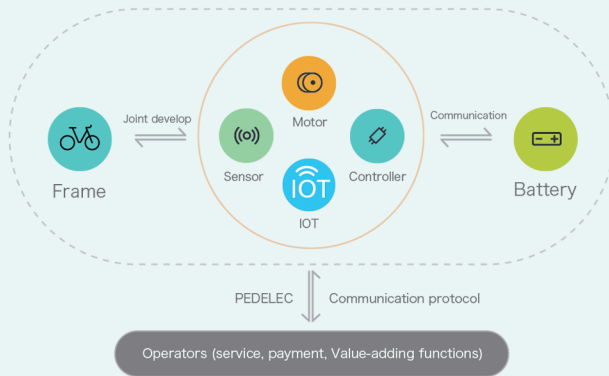 Motor
Joint develop
Communication
Sensor
Controller
Frame
IOT
Battery
IOT
PEDELEC
Communication protocol
Operators (service, payment, Value-adding functions)